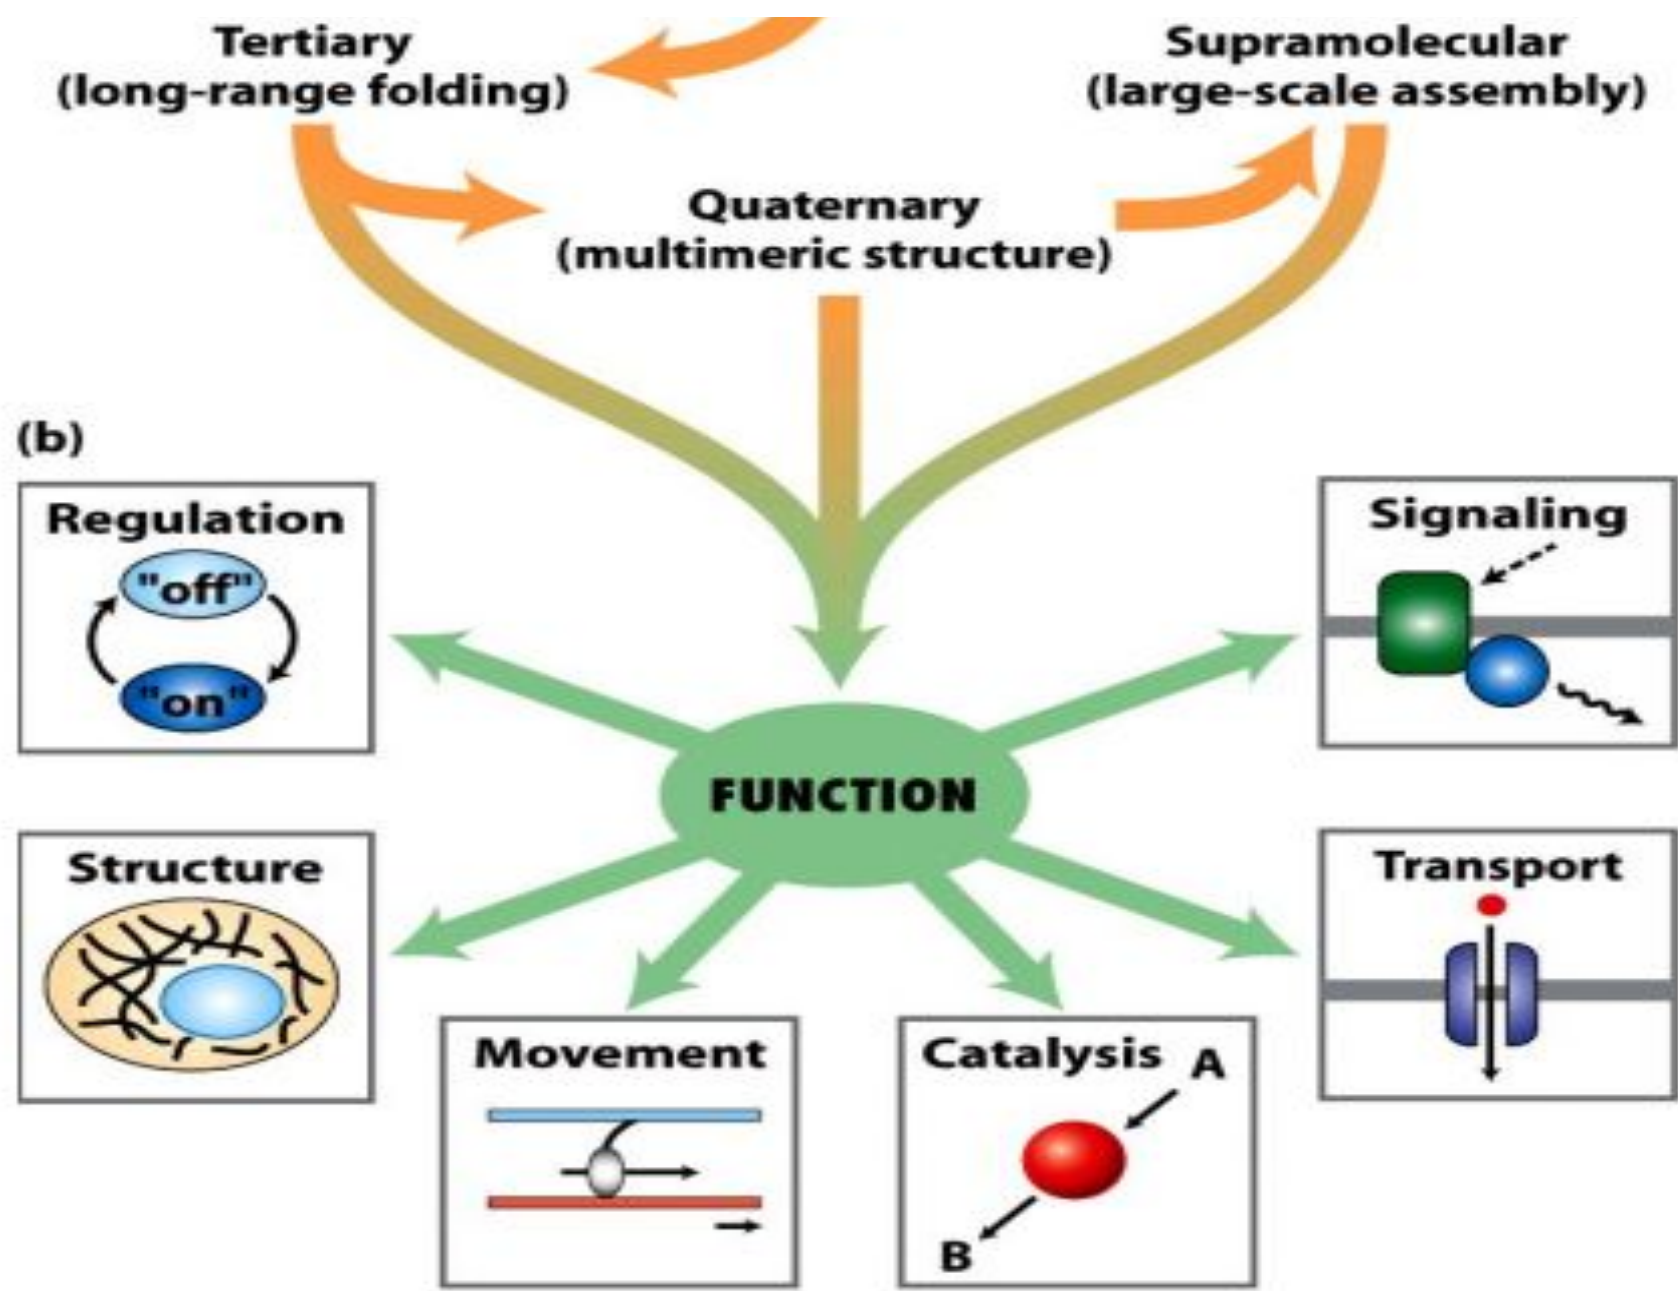 Tertiary
(long-range folding)
Supramolecular
(large-scale assembly)
Quaternary
(multimeric structure)
(b)
Regulation
"off"
"on"
Signaling
FUNCTION
Structure
Transport
Movement
Catalysis
A
B